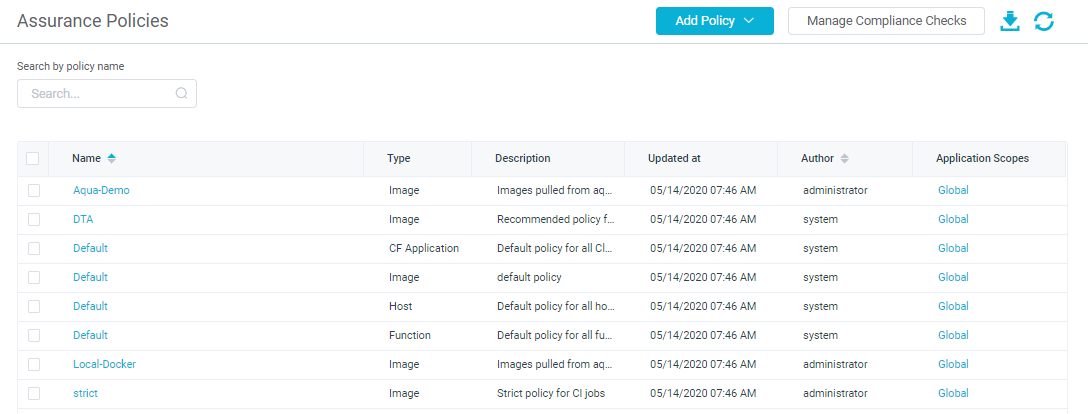 Assurance Policies Add Policy Manage Compliance Checks
Search by policy name
Search...
Name Type Description Updated at Author Application Scopes
Aqua-Demo Image Images pulled from aq... 05/14/2020 07:46 AM administrator Global
DTA Image Recommended policy f... 05/14/2020 07:46 AM system Global
Default CF Application Default policy for all Cl... 05/14/2020 07:46 AM system Global
Default Image default policy 05/14/2020 07:46 AM system Global
Default Host Default policy for all ho... 05/14/2020 07:46 AM system Global
Default Function Default policy for all fu... 05/14/2020 07:46 AM system Global
Local-Docker Image Images pulled from aq... 05/14/2020 07:46 AM administrator Global
strict Image Strict policy for CI jobs 05/14/2020 07:46 AM administrator Global